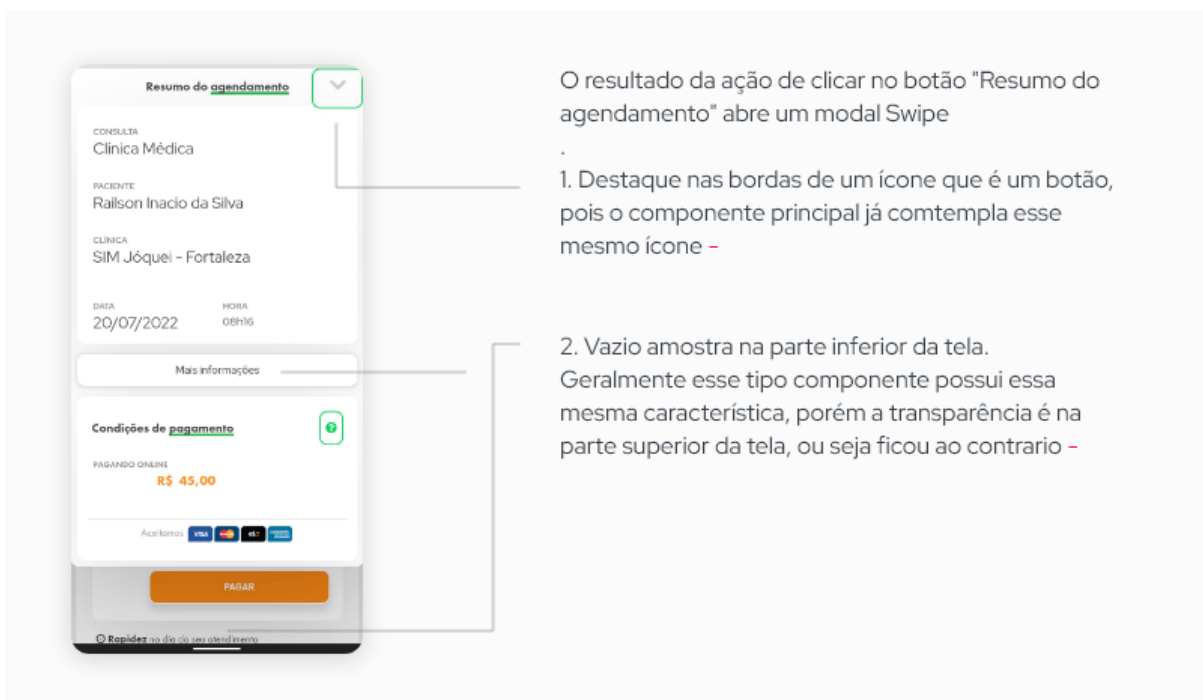 Resumo do agendamento
CONSULTA
Clinica Médica
PACIENTE
Railson Inacio da Silva
CLÍNICA
SIM Jóquei - Fortaleza
DATA
HORA
20/07/2022
08h16
Mais informações
Condições de pagamento
PAGANDO ONLINE
R$ 45,00
Aceitamos
VISA
elo
PAGAR
Rapidez no dia do seu atendimento
O resultado da ação de clicar no botão "Resumo do
agendamento" abre um modal Swipe
.
1. Destaque nas bordas de um ícone que é um botão,
pois o componente principal já comtempla esse
mesmo ícone -
2. Vazio amostra na parte inferior da tela.
Geralmente esse tipo componente possui essa
mesma característica, porém a transparência é na
parte superior da tela, ou seja ficou ao contrario -